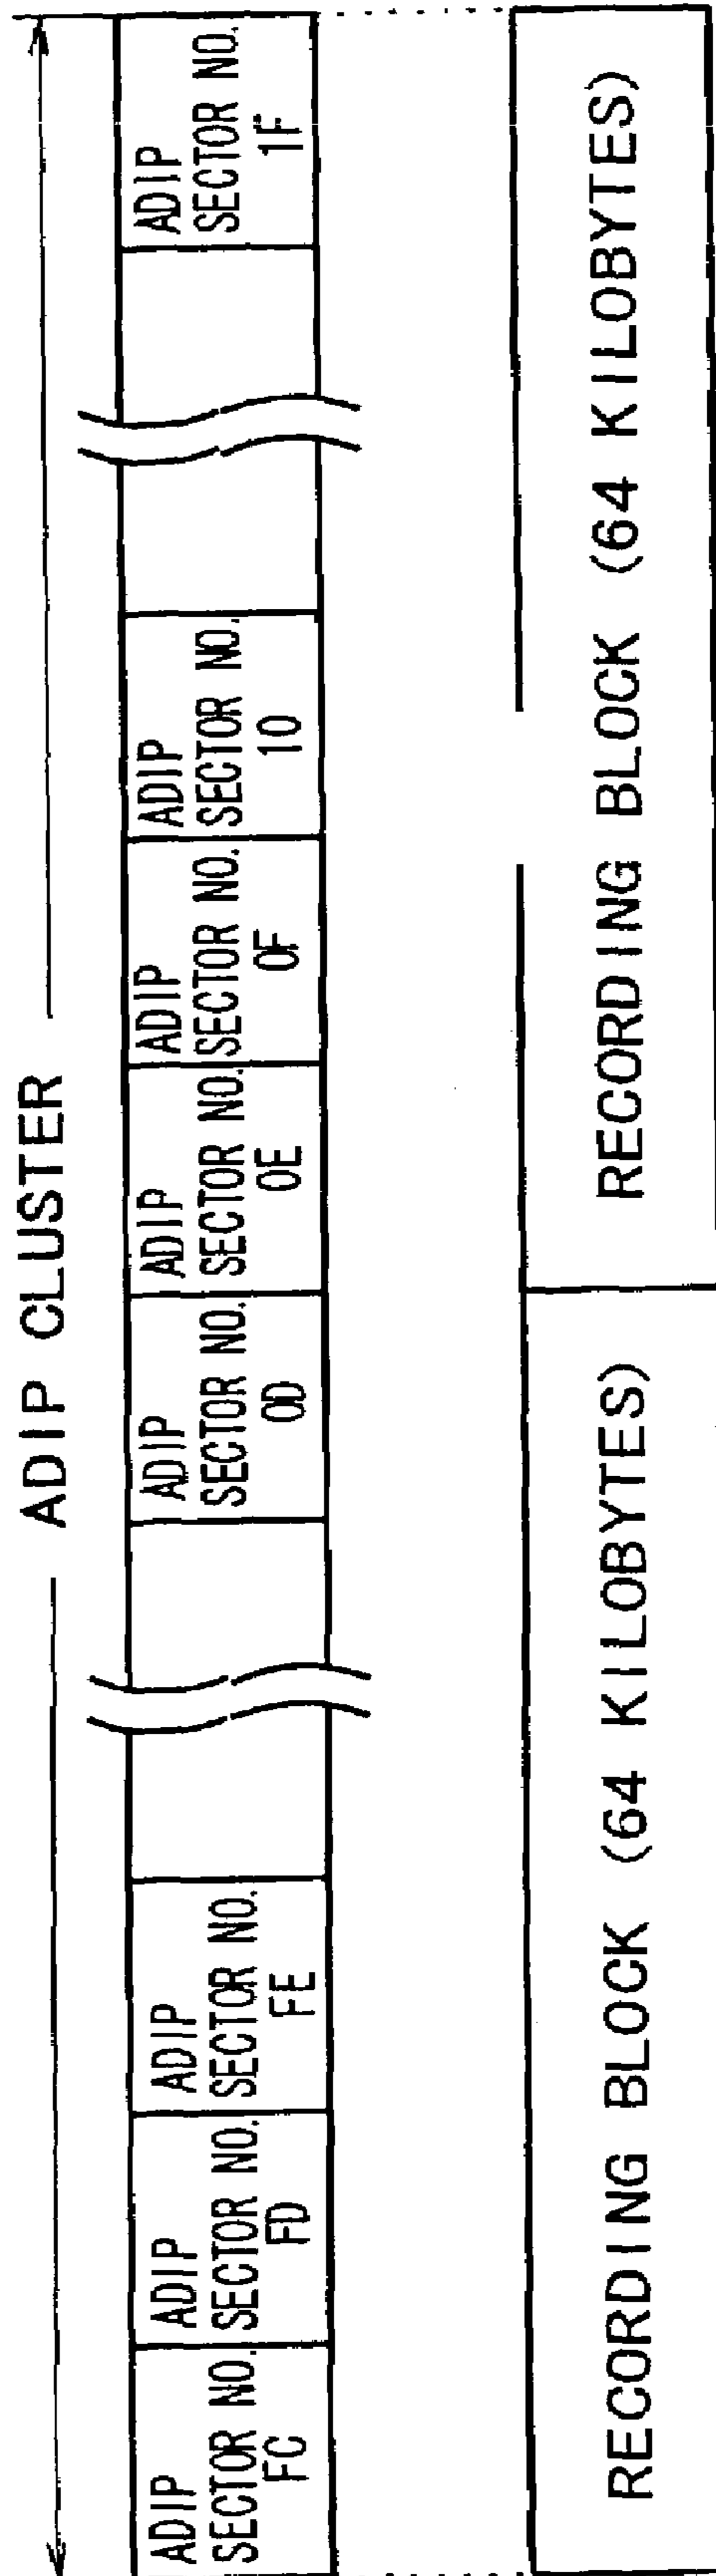 ADIP CLUSTER
ADIP
SECTOR NO.
FC
ADIP
SECTOR NO.
FD
ADIP
SECTOR NO.
FE
ADIP
SECTOR NO.
0D
ADIP
SECTOR NO.
0E
ADIP
SECTOR NO.
0F
ADIP
SECTOR NO.
10
ADIP
SECTOR NO.
1F
RECORDING BLOCK (64 KILOBYTES)
RECORDING BLOCK (64 KILOBYTES)